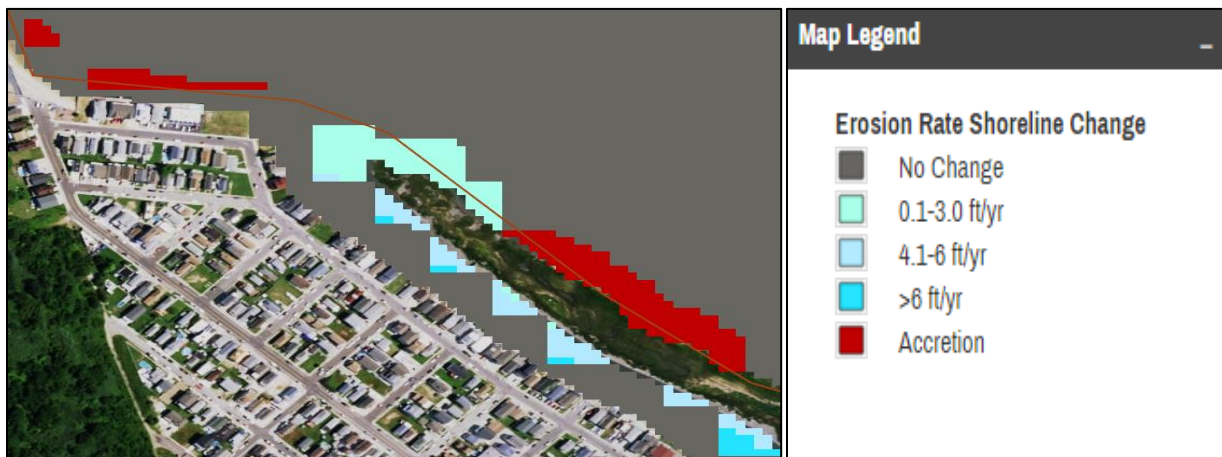 Map Legend
Erosion Rate Shoreline Change
No Change
0.1-3.0 ft/yr
4.1-6 ft/yr
>6 ft/yr
Accretion